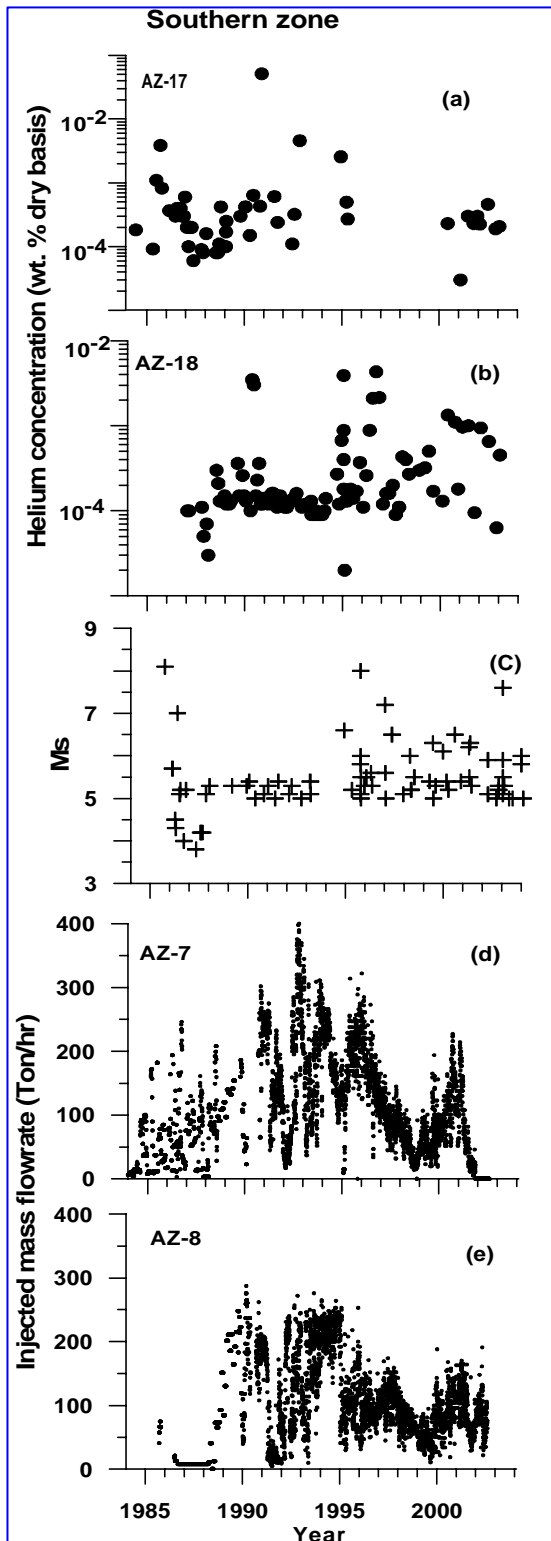 Southern zone
AZ-17
(a)
10-2
10-4
Helium concentration (wt. % dry basis)
10-2
AZ-18
(b)
10-4
9
(C)
7
Ms
5
3
400
AZ-7
(d)
300
200
100
0
Injected mass flowrate (Ton/hr)
400
AZ-8
(e)
300
200
100
0
1985 1990 1995 2000
Year